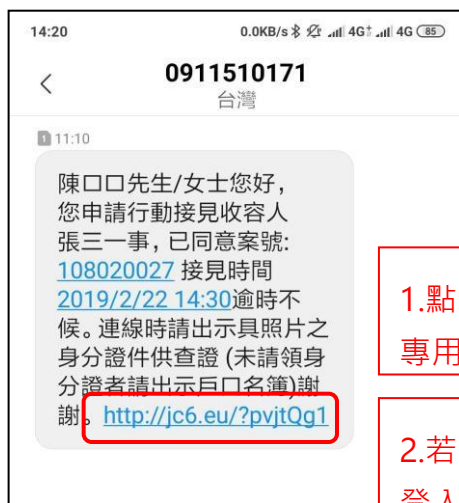 14:20 0.0KB/s 4G+ 4G 85
0911510171
台灣
1 11:10
陳口口先生/女士您好，
您申請行動接見收容人
張三一事，已同意案號:
108020027 接見時間
2019/2/22 14:30逾時不
候。連線時請出示具照片之
身分證件供查證 (未請領身
分證者請出示戶口名簿)謝
謝。http://jc6.eu/?pvjtQg1
1.點
專用
2.若
登入